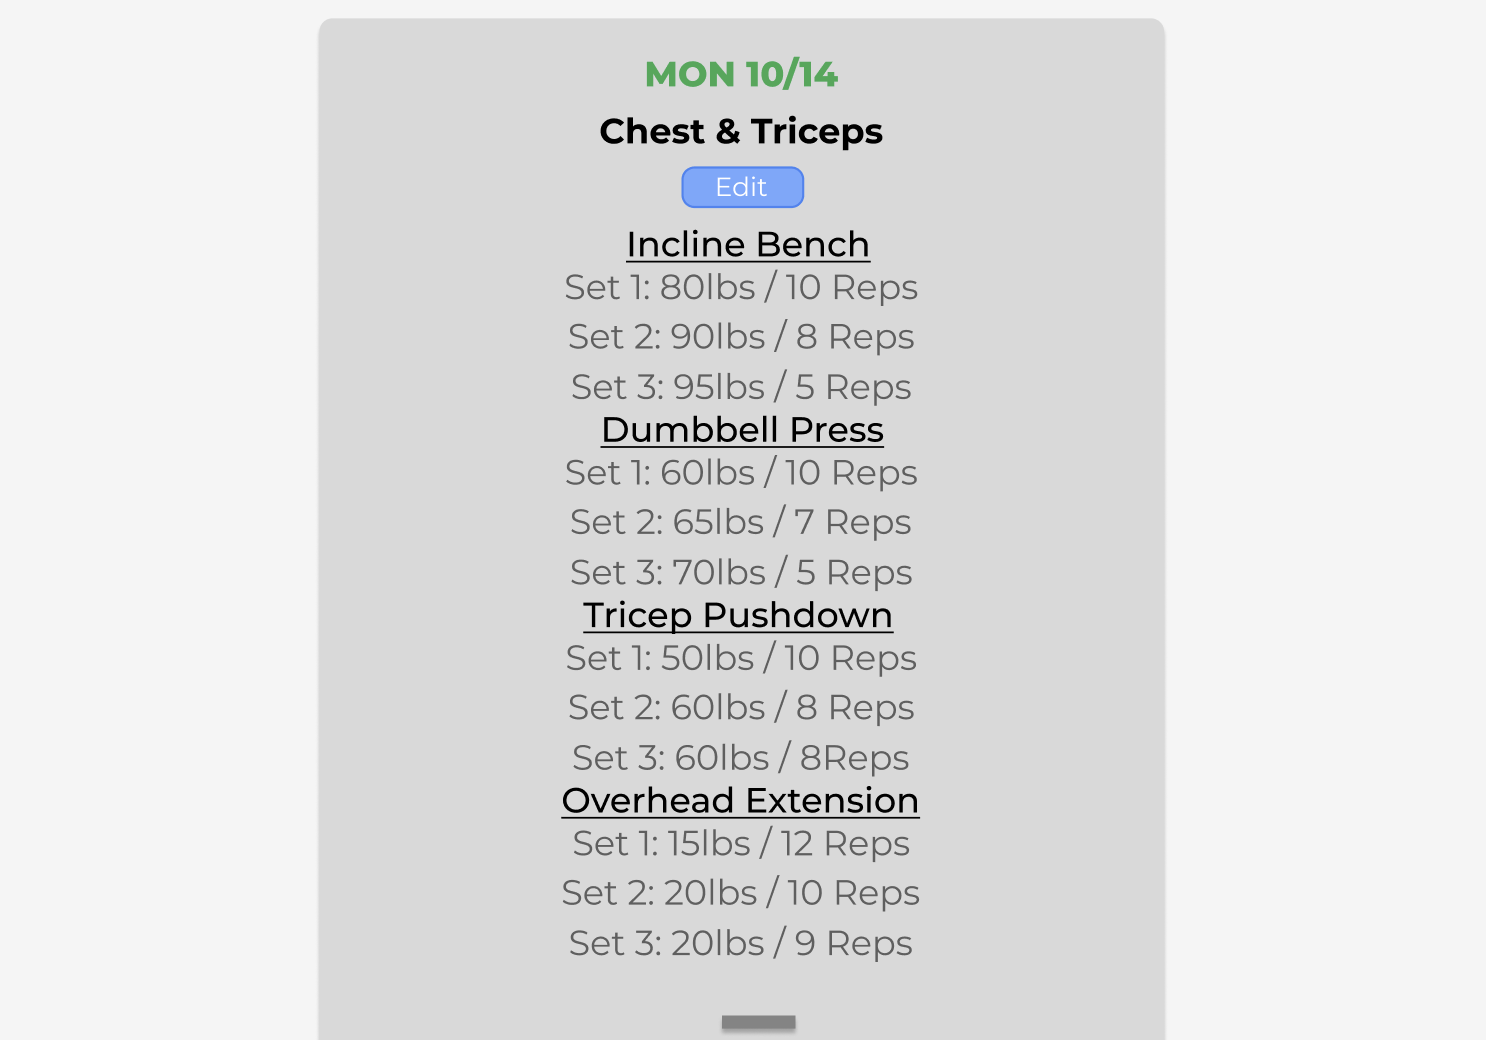 MON 10/14
Chest & Triceps
Edit
Incline Bench
Set 1: 80lbs / 10 Reps
Set 2: 90lbs / 8 Reps
Set 3: 95lbs / 5 Reps
Dumbbell Press
Set 1: 60lbs / 10 Reps
Set 2: 65lbs / 7 Reps
Set 3: 70lbs / 5 Reps
Tricep Pushdown
Set 1: 50lbs / 10 Reps
Set 2: 60lbs / 8 Reps
Set 3: 60lbs / 8Reps
Overhead Extension
Set 1: 15lbs / 12 Reps
Set 2: 20lbs / 10 Reps
Set 3: 20lbs / 9 Reps